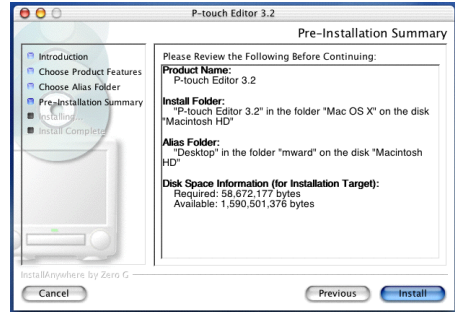 P-touch Editor 3.2
Pre-Installation Summary
Introduction
Choose Product Features
Choose Alias Folder
Pre-Installation Summary
Installing...
Install Complete
Please Review the Following Before Continuing:
Product Name:
P-touch Editor 3.2
Install Folder:
"P-touch Editor 3.2" in the folder "Mac OS X" on the disk
"Macintosh HD"
Alias Folder:
"Desktop" in the folder "mward" on the disk "Macintosh
HD"
Disk Space Information (for Installation Target):
Required: 58,672,177 bytes
Available: 1,590,501,376 bytes
InstallAnywhere by Zero G
Cancel
Previous
Install